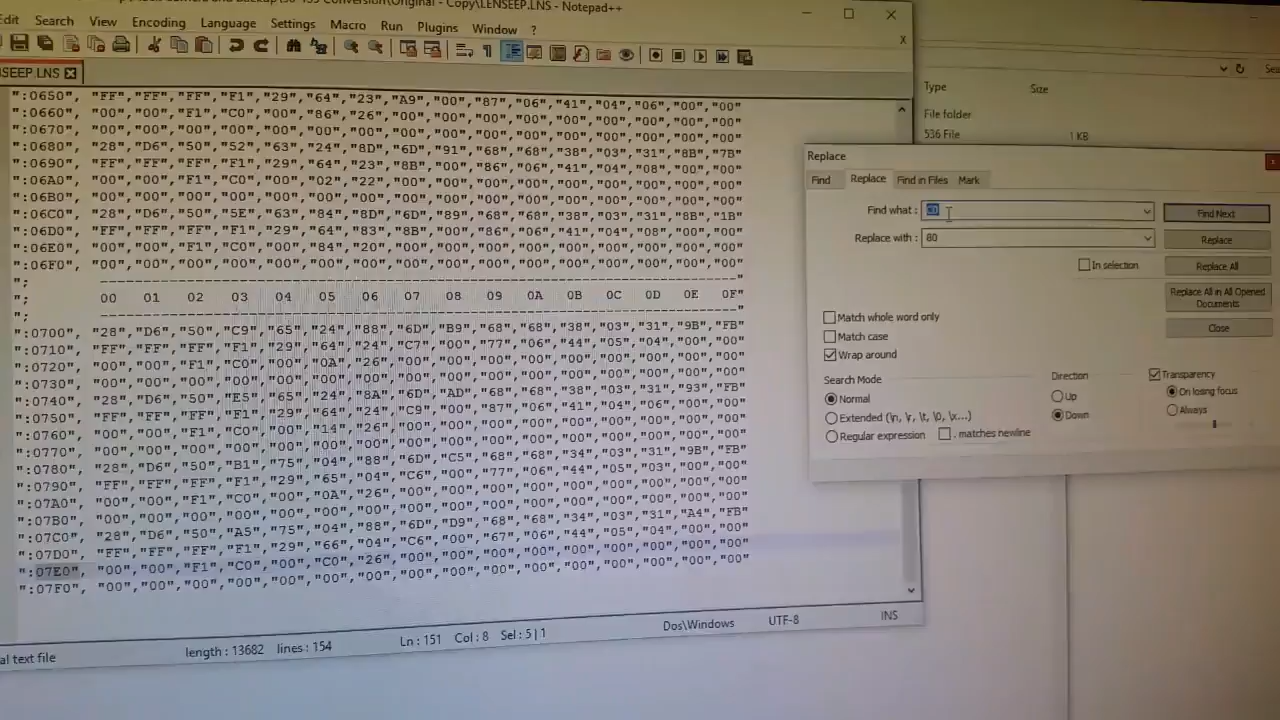 Copy\LENSEEP.LNS - Notepad++
Edit Search View Encoding Language Settings Macro Run Plugins Window ?
SEEP.LNS
":0650", "FF","FF","FF","F1","29","64","23","A9","00","87","06","41","04","06","00","00"
":0660", "00","00","F1","C0","00","86","26","00","00","00","00","00","00","00","00","00"
":0670", "00","00","00","00","00","00","00","00","00","00","00","00","00","00","00","00"
":0680", "28","D6","50","52","63","24","8D","6D","91","68","68","38","03","31","8B","7B"
":0690", "FF","FF","FF","F1","29","64","23","8B","00","86","06","41","04","08","00","00"
":06A0", "00","00","F1","C0","00","02","22","00","00","00","00","00","00","00","00","00"
":06B0", "00","00","00","00","00","00","00","00","00","00","00","00","00","00","00","00"
":06C0", "28","D6","50","5E","63","84","8D","6D","89","68","68","38","03","31","8B","1B"
":06D0", "FF","FF","FF","F1","29","64","83","8B","00","86","06","41","04","08","00","00"
":06E0", "00","00","F1","C0","00","84","20","00","00","00","00","00","00","00","00","00"
":06F0", "00","00","00","00","00","00","00","00","00","00","00","00","00","00","00","00"
"; ------------------------------------------------------------------------------"
"; 00 01 02 03 04 05 06 07 08 09 0A 0B 0C 0D 0E 0F"
"; ------------------------------------------------------------------------------"
":0700", "28","D6","50","C9","65","24","88","6D","B9","68","68","38","03","31","9B","FB"
":0710", "FF","FF","FF","F1","29","64","24","C7","00","77","06","44","05","04","00","00"
":0720", "00","00","F1","C0","00","0A","26","00","00","00","00","00","00","00","00","00"
":0730", "00","00","00","00","00","00","00","00","00","00","00","00","00","00","00","00"
":0740", "28","D6","50","E5","65","24","8A","6D","AD","68","68","38","03","31","93","FB"
":0750", "FF","FF","FF","F1","29","64","24","C9","00","87","06","41","04","06","00","00"
":0760", "00","00","F1","C0","00","14","26","00","00","00","00","00","00","00","00","00"
":0770", "00","00","00","00","00","00","00","00","00","00","00","00","00","00","00","00"
":0780", "28","D6","50","B1","75","04","88","6D","C5","68","68","34","03","31","9B","FB"
":0790", "FF","FF","FF","F1","29","65","04","C6","00","77","06","44","05","03","00","00"
":07A0", "00","00","F1","C0","00","0A","26","00","00","00","00","00","00","00","00","00"
":07B0", "00","00","00","00","00","00","00","00","00","00","00","00","00","00","00","00"
":07C0", "28","D6","50","A5","75","04","88","6D","D9","68","68","34","03","31","A4","FB"
":07D0", "FF","FF","FF","F1","29","66","04","C6","00","67","06","44","05","04","00","00"
":07E0", "00","00","F1","C0","00","C0","26","00","00","00","00","00","00","00","00","00"
":07F0", "00","00","00","00","00","00","00","00","00","00","00","00","00","00","00","00"
al text file length : 13682 lines : 154 Ln : 151 Col : 8 Sel : 5 | 1 Dos\Windows UTF-8 INS
Type Size
File folder
536 File 1 KB
Replace
Find Replace Find in Files Mark
Find what : Find Next
Replace with : 80 Replace
In selection Replace All
Replace All in All Opened Documents
Close
Match whole word only
Match case
Wrap around
Search Mode
Normal
Extended (\n, \r, \t, \0, \x...)
Regular expression . matches newline
Direction
Up
Down
Transparency
On losing focus
Always